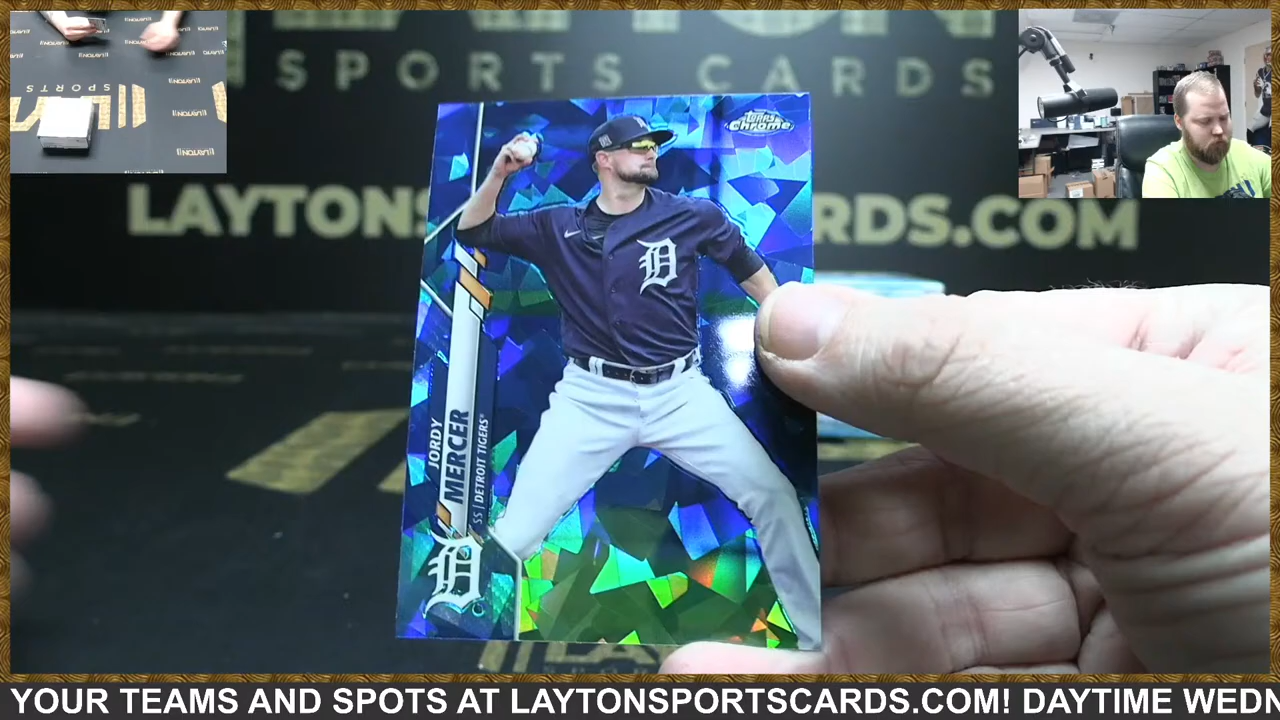 SPORTS CARDS
LAYTONS
RDS.COM
Topps
Chrome
JORDY
MERCER
SS | DETROIT TIGERS
D
D
SPORTS
YOUR TEAMS AND SPOTS AT LAYTONSPORTSCARDS.COM! DAYTIME WEDN